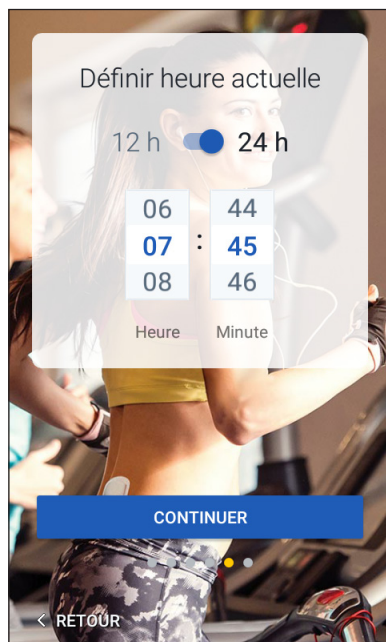 Définir heure actuelle
12 h 24 h
06 44
07 : 45
08 46
Heure Minute
CONTINUER
< RETOUR